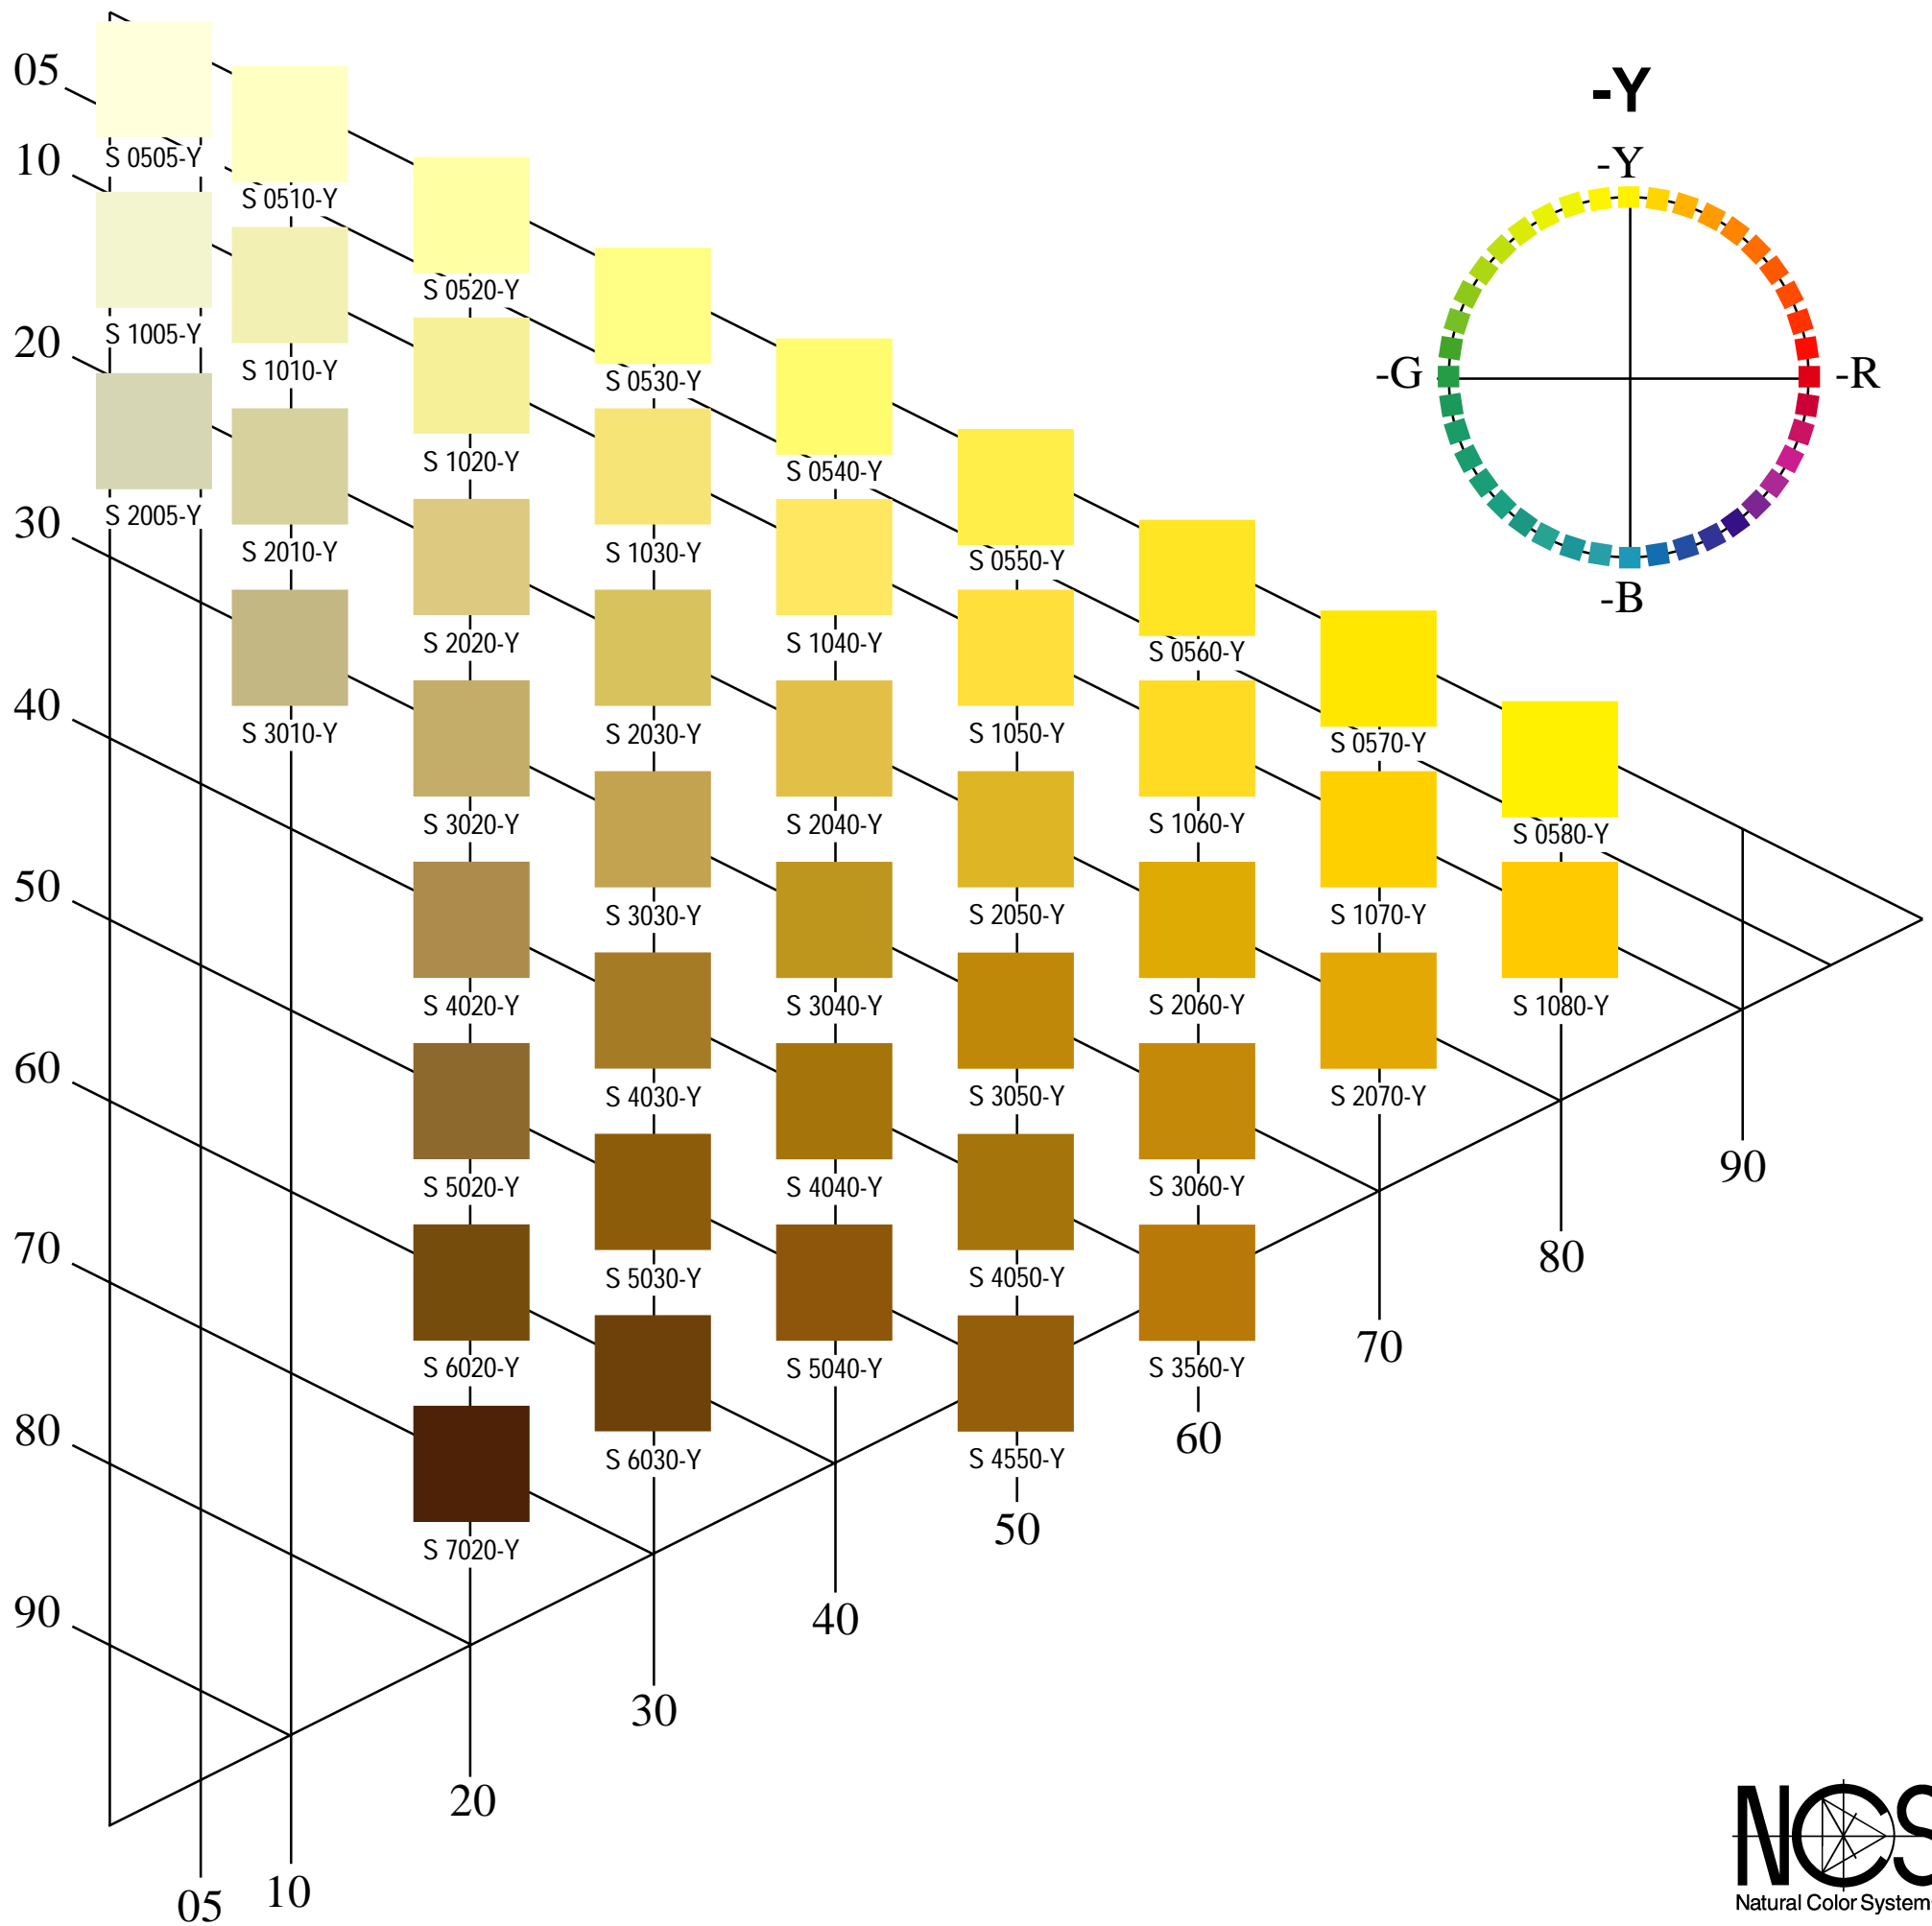 05
10
20
30
40
50
60
70
80
90
S 0505-Y
S 1005-Y
S 2005-Y
S 0510-Y
S 1010-Y
S 2010-Y
S 3010-Y
S 0520-Y
S 1020-Y
S 2020-Y
S 3020-Y
S 4020-Y
S 5020-Y
S 6020-Y
S 7020-Y
S 0530-Y
S 1030-Y
S 2030-Y
S 3030-Y
S 4030-Y
S 5030-Y
S 6030-Y
S 0540-Y
S 1040-Y
S 2040-Y
S 3040-Y
S 4040-Y
S 5040-Y
S 0550-Y
S 1050-Y
S 2050-Y
S 3050-Y
S 4050-Y
S 4550-Y
S 0560-Y
S 1060-Y
S 2060-Y
S 3060-Y
S 3560-Y
S 0570-Y
S 1070-Y
S 2070-Y
S 0580-Y
S 1080-Y
05
10
20
30
40
50
60
70
80
90
-Y
-Y
-G
-R
-B
NCS
Natural Color System